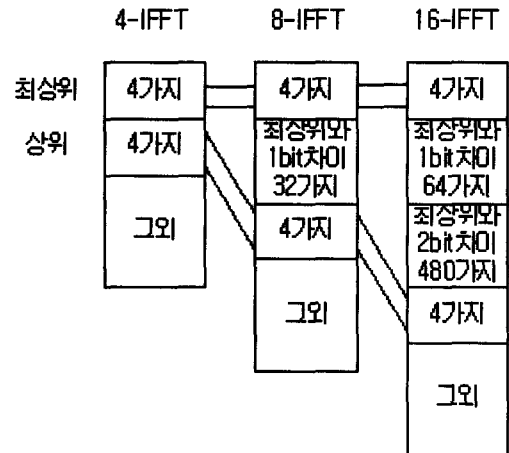 4-IFFT 8-IFFT 16-IFFT
최상위 4가지 4가지 4가지
상위 4가지 최상위와 1bit차이 32가지 최상위와 1bit차이 64가지
그외 4가지 최상위와 2bit차이 480가지
그외 4가지
그외